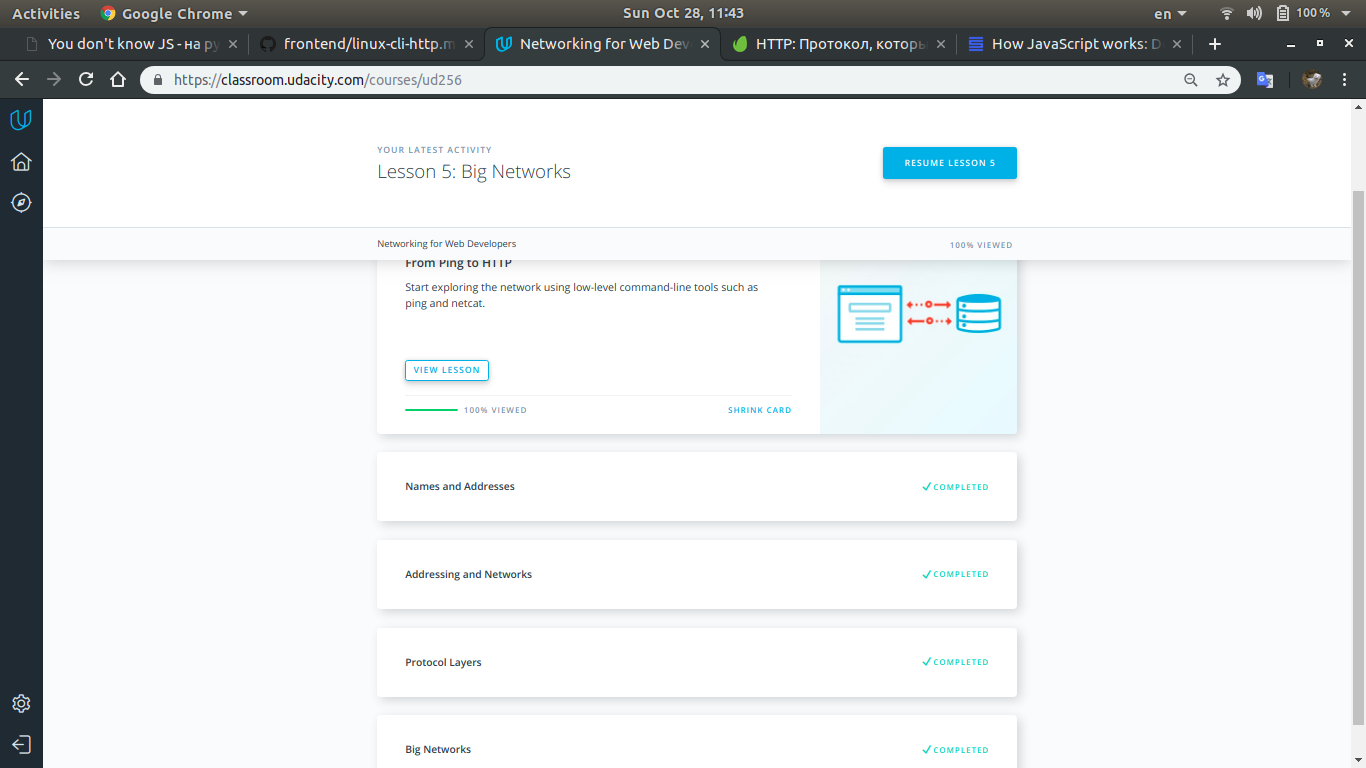 Activities Google Chrome Sun Oct 28, 11:43 en 100 %
You don't know JS - на ру frontend/linux-cli-http.m Networking for Web Dev HTTP: Протокол, которы How JavaScript works: D
https://classroom.udacity.com/courses/ud256
YOUR LATEST ACTIVITY
Lesson 5: Big Networks
RESUME LESSON 5
Networking for Web Developers 100% VIEWED
From Ping to HTTP
Start exploring the network using low-level command-line tools such as
ping and netcat.
VIEW LESSON
100% VIEWED SHRINK CARD
Names and Addresses COMPLETED
Addressing and Networks COMPLETED
Protocol Layers COMPLETED
Big Networks COMPLETED